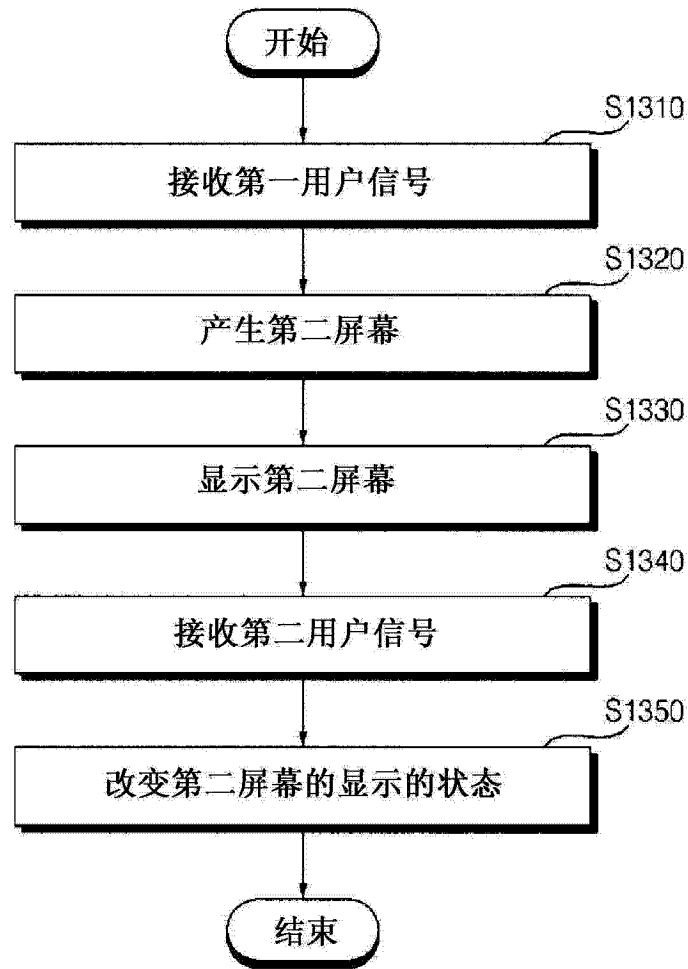 开始
S1310
接收第一用户信号
S1320
产生第二屏幕
S1330
显示第二屏幕
S1340
接收第二用户信号
S1350
改变第二屏幕的显示的状态
结束